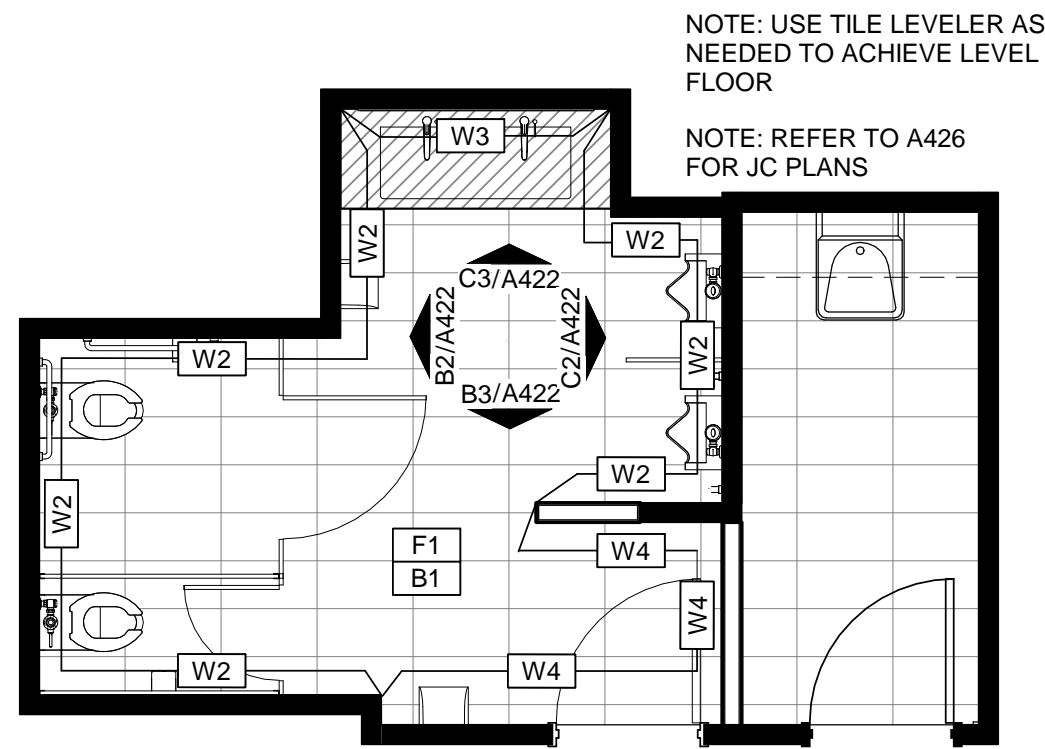 NOTE: USE TILE LEVELER AS
NEEDED TO ACHIEVE LEVEL
FLOOR
NOTE: REFER TO A426
FOR JC PLANS
W3
W2
W2
C3/A422
B2/A422
C2/A422
B3/A422
W2
W2
W2
W2
F1
B1
W4
W4
W2
W4